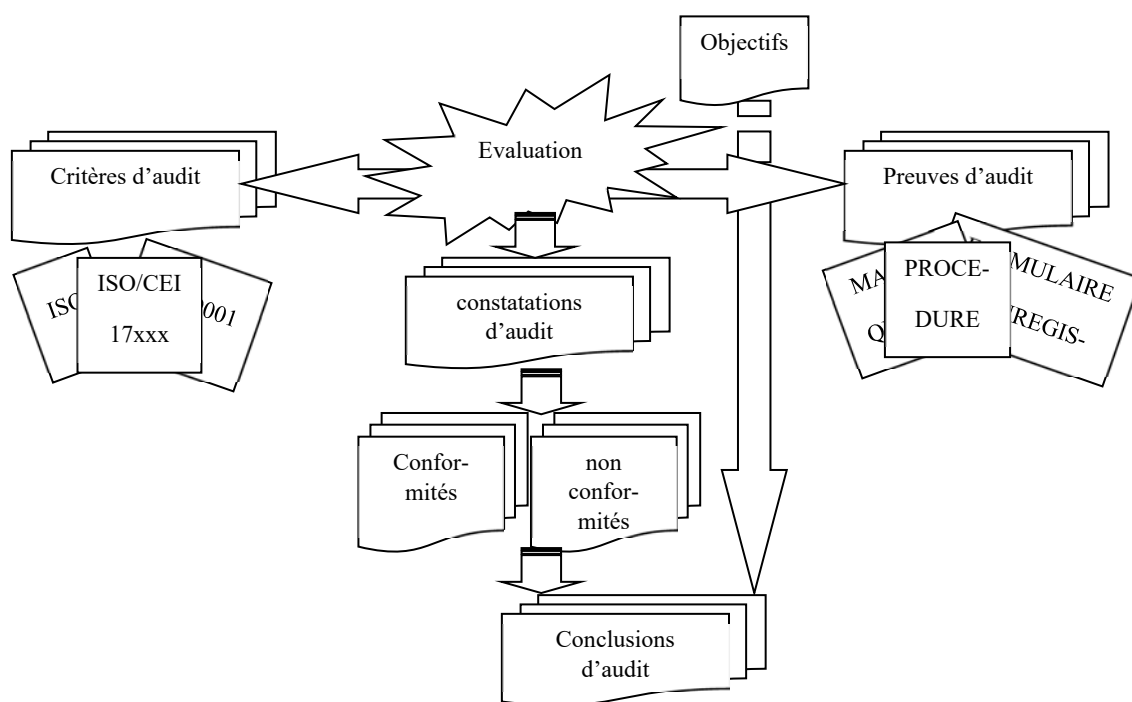 Objectifs
Evaluation
Critères d’audit
Preuves d’audit
ISO/CEI
17xxx
PROCE-
DURE
constatations
d’audit
Confor-
mités
non
confor-
mités
Conclusions
d’audit